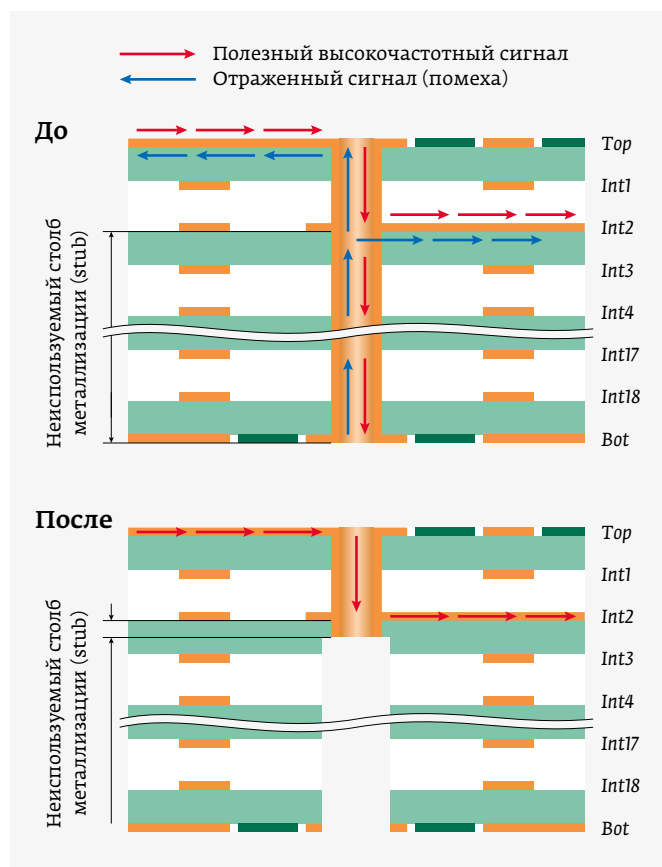 Полезный высокочастотный сигнал
Отраженный сигнал (помеха)
До
Top
Int1
Int2
Int3
Int4
Int17
Int18
Bot
Неиспользуемый столб
металлизации (stub)
После
Top
Int1
Int2
Int3
Int4
Int17
Int18
Bot
Неиспользуемый столб
металлизации (stub)